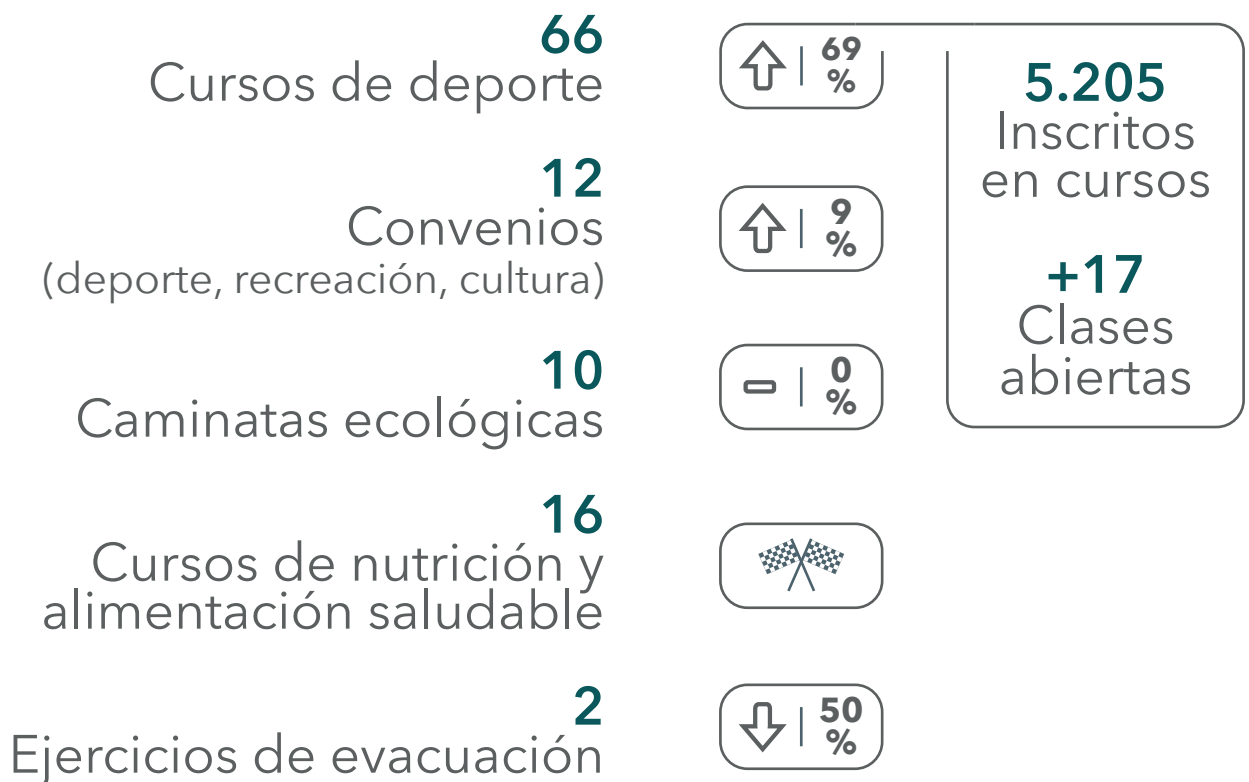 66
Cursos de deporte
69
%
5.205
Inscritos
en cursos
+17
Clases
abiertas
12
Convenios
(deporte, recreación, cultura)
9
%
10
Caminatas ecológicas
0
%
16
Cursos de nutrición y
alimentación saludable
2
Ejercicios de evacuación
50
%